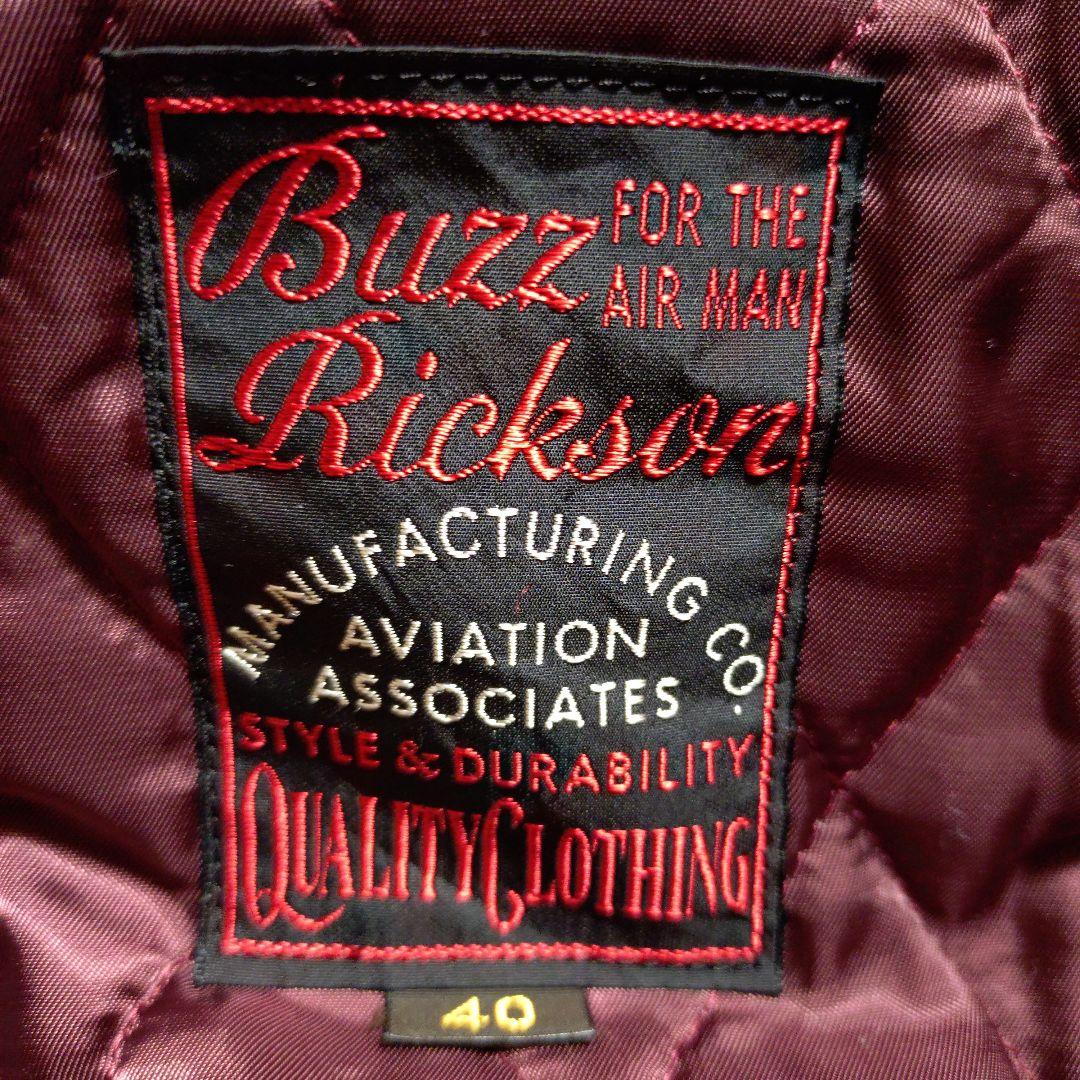 Buzz
FOR THE
AIR MAN
Rickson
MANUFACTURING CO.
AVIATION
ASSOCIATES
STYLE & DURABILITY
QUALITY CLOTHING
40